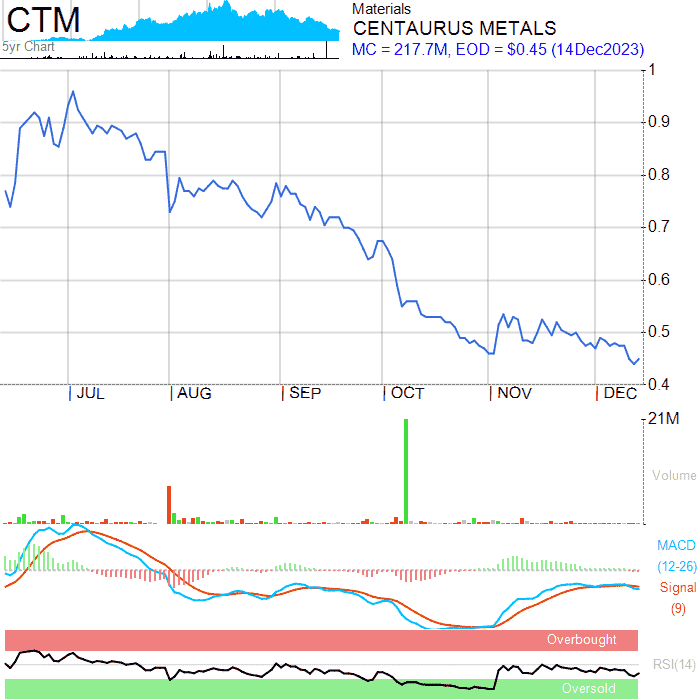 CTM
5yr Chart
Materials
CENTAURUS METALS
MC = 217.7M, EOD = $0.45 (14Dec2023)
1
0.9
0.8
0.7
0.6
0.5
0.4
JUL AUG SEP OCT NOV DEC
21M
Volume
MACD
(12-26)
Signal
(9)
Overbought
RSI(14)
Oversold